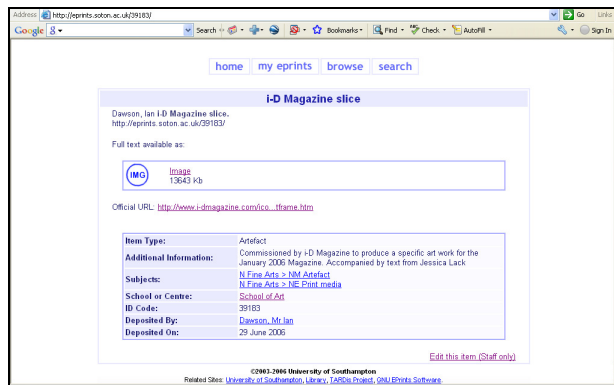 Address http://eprints.soton.ac.uk/39183/ Go Links
Google Search Bookmarks Find Check AutoFill Sign In
home my eprints browse search
i-D Magazine slice
Dawson, Ian i-D Magazine slice.
http://eprints.soton.ac.uk/39183/
Full text available as:
IMG Image
13643 Kb
Official URL: http://www.i-dmagazine.com/ico...tframe.htm
Item Type: Artefact
Additional Information: Commissioned by i-D Magazine to produce a specific art work for the
January 2006 Magazine. Accompanied by text from Jessica Lack
Subjects: N Fine Arts > NM Artefact
N Fine Arts > NE Print media
School or Centre: School of Art
ID Code: 39183
Deposited By: Dawson, Mr Ian
Deposited On: 29 June 2006
Edit this item (Staff only)
©2003-2006 University of Southampton
Related Sites: University of Southampton, Library, TARDis Project, GNU EPrints Software.